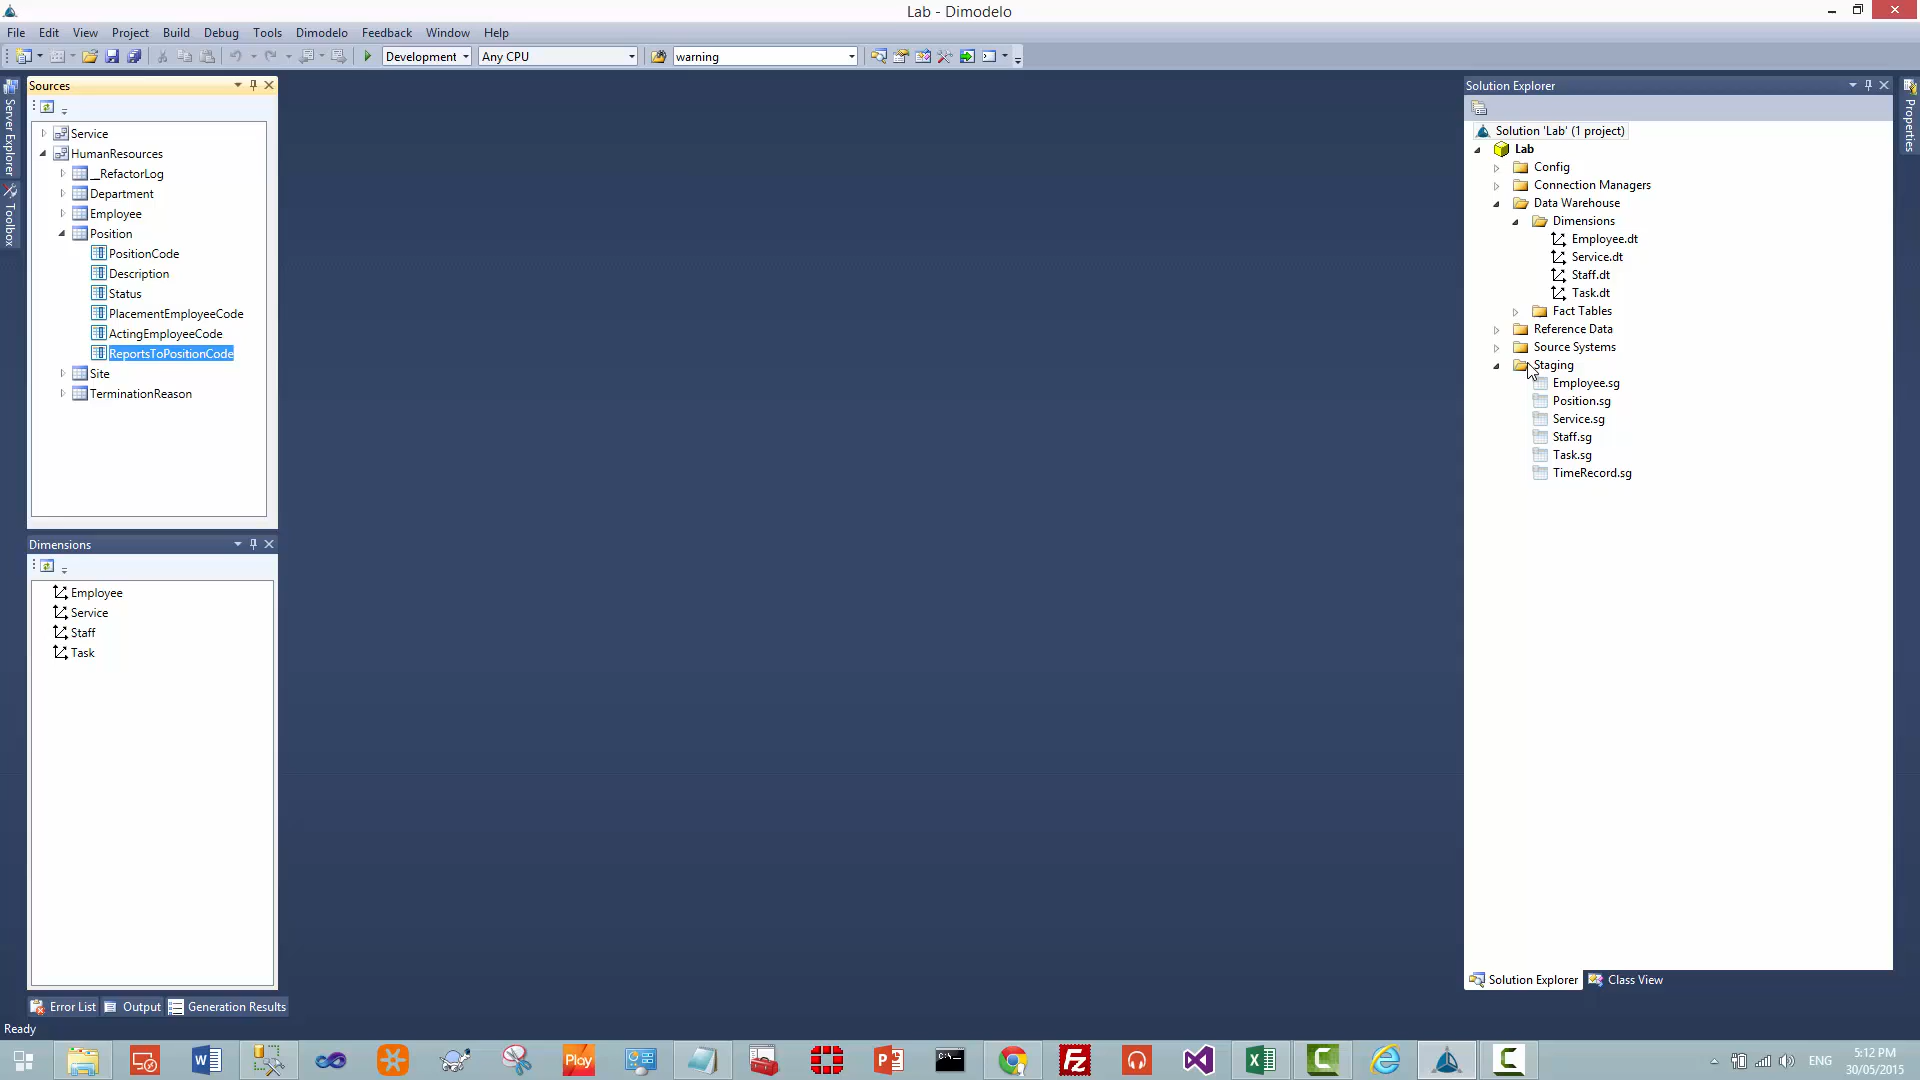 Lab - Dimodelo
File Edit View Project Build Debug Tools Dimodelo Feedback Window Help
Development Any CPU warning
Sources
Service
HumanResources
__RefactorLog
Department
Employee
Position
PositionCode
Description
Status
PlacementEmployeeCode
ActingEmployeeCode
ReportsToPositionCode
Site
TerminationReason
Dimensions
Employee
Service
Staff
Task
Server Explorer
Toolbox
Solution Explorer
Solution 'Lab' (1 project)
Lab
Config
Connection Managers
Data Warehouse
Dimensions
Employee.dt
Service.dt
Staff.dt
Task.dt
Fact Tables
Reference Data
Source Systems
Staging
Employee.sg
Position.sg
Service.sg
Staff.sg
Task.sg
TimeRecord.sg
Properties
Solution Explorer Class View
Error List Output Generation Results
Ready
Play
ENG
5:12 PM
30/05/2015